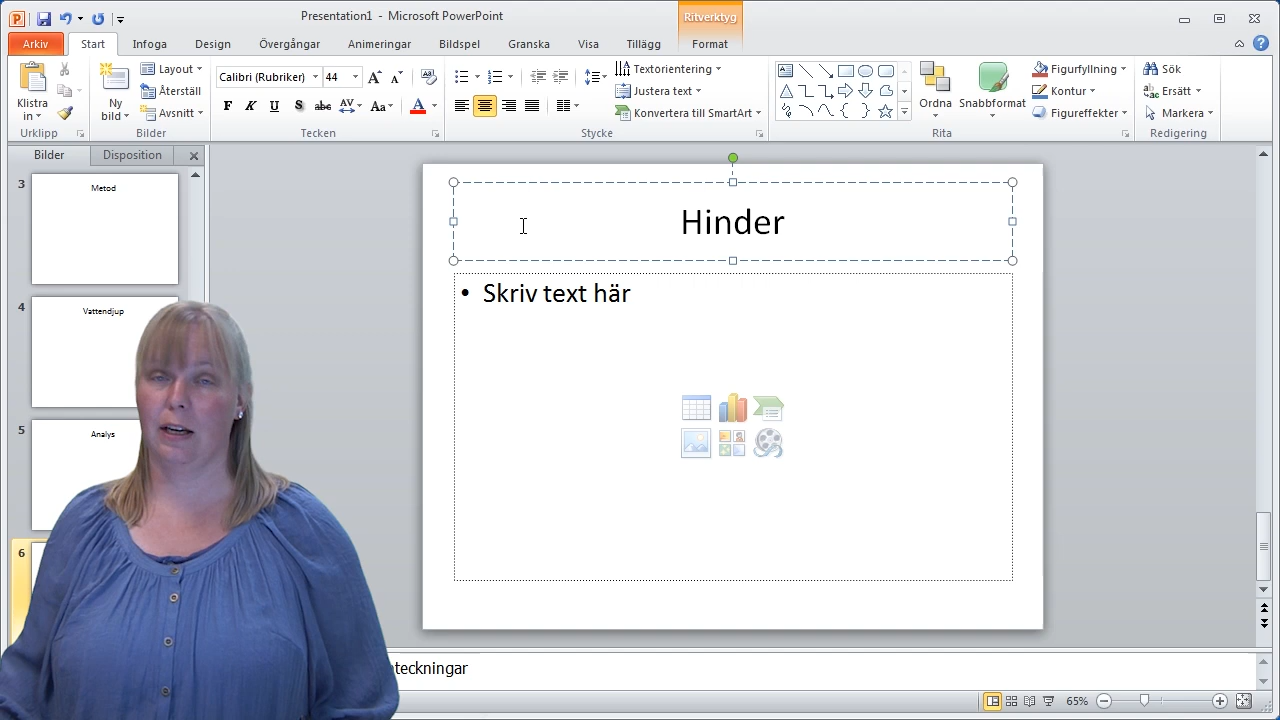 Presentation1 - Microsoft PowerPoint
Ritverktyg
Arkiv Start Infoga Design Övergångar Animeringar Bildspel Granska Visa Tillägg Format
Layout
Calibri (Rubriker) 44
Textorientering
Figurfyllning
Sök
Klistra in
Ny bild
Återställ
Justera text
Ordna
Snabbformat
Kontur
Ersätt
Avsnitt
F K U S abc AV Aa A
Konvertera till SmartArt
Figureffekter
Markera
Urklipp Bilder Tecken Stycke Rita Redigering
Bilder Disposition
3
Metod
4
Vattendjup
5
Analys
6
Hinder
• Skriv text här
teckningar
65%